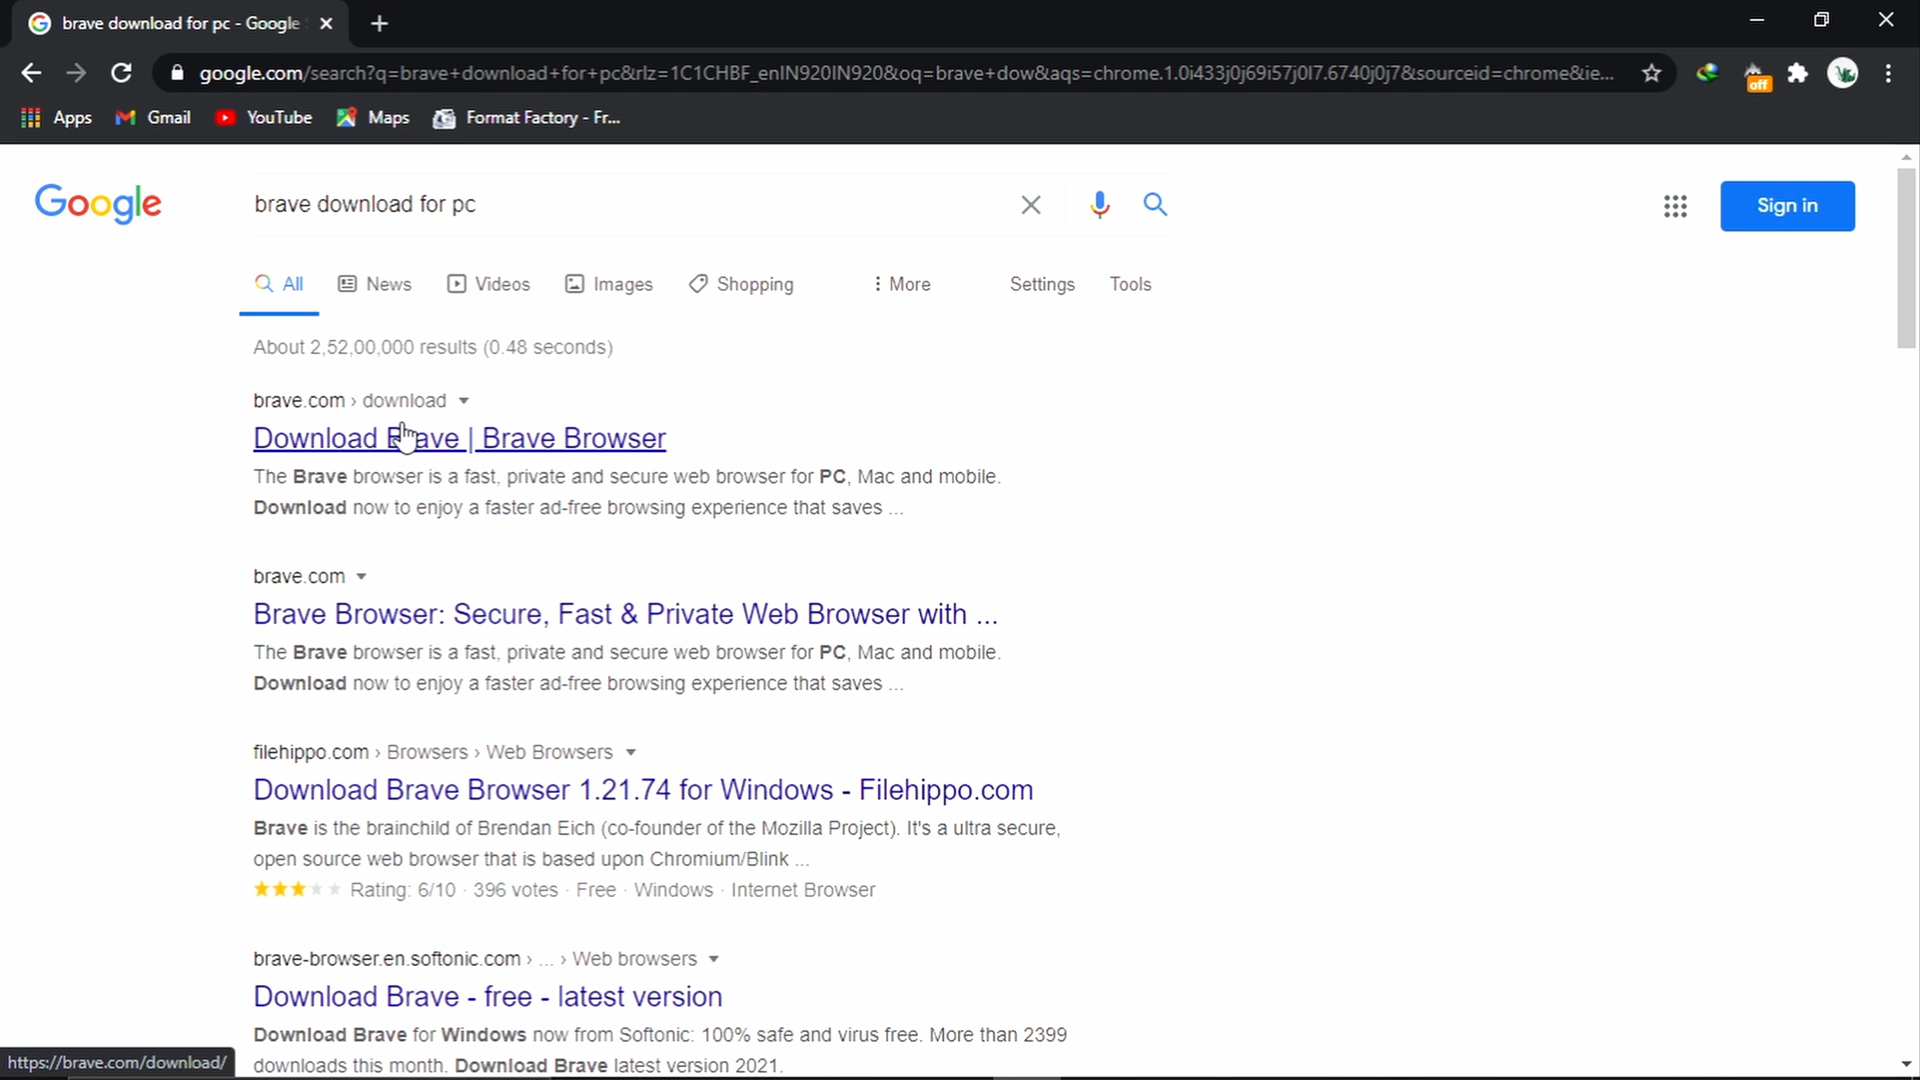 brave download for pc - Google
google.com/search?q=brave+download+for+pc&rlz=1C1CHBF_enIN920IN920&oq=brave+dow&aqs=chrome.1.0i433j0j69i57j0l7.6740j0j7&sourceid=chrome&ie...
off
Apps Gmail YouTube Maps Format Factory - Fr...
Google brave download for pc Sign in
All News Videos Images Shopping More Settings Tools
About 2,52,00,000 results (0.48 seconds)
brave.com › download
Download Brave | Brave Browser
The Brave browser is a fast, private and secure web browser for PC, Mac and mobile.
Download now to enjoy a faster ad-free browsing experience that saves ...
brave.com
Brave Browser: Secure, Fast & Private Web Browser with ...
The Brave browser is a fast, private and secure web browser for PC, Mac and mobile.
Download now to enjoy a faster ad-free browsing experience that saves ...
filehippo.com › Browsers › Web Browsers
Download Brave Browser 1.21.74 for Windows - Filehippo.com
Brave is the brainchild of Brendan Eich (co-founder of the Mozilla Project). It's a ultra secure,
open source web browser that is based upon Chromium/Blink ...
Rating: 6/10 · 396 votes · Free · Windows · Internet Browser
brave-browser.en.softonic.com › ... › Web browsers
Download Brave - free - latest version
Download Brave for Windows now from Softonic: 100% safe and virus free. More than 2399
downloads this month. Download Brave latest version 2021.
https://brave.com/download/